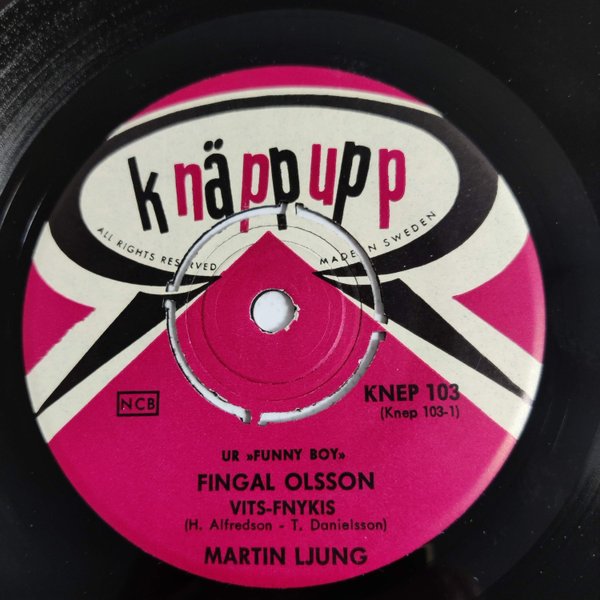 knäppupp
ALL RIGHTS RESERVED
MADE IN SWEDEN
NCB
KNEP 103
(Knep 103-1)
UR »FUNNY BOY»
FINGAL OLSSON
VITS-FNYKIS
(H. Alfredson - T. Danielsson)
MARTIN LJUNG